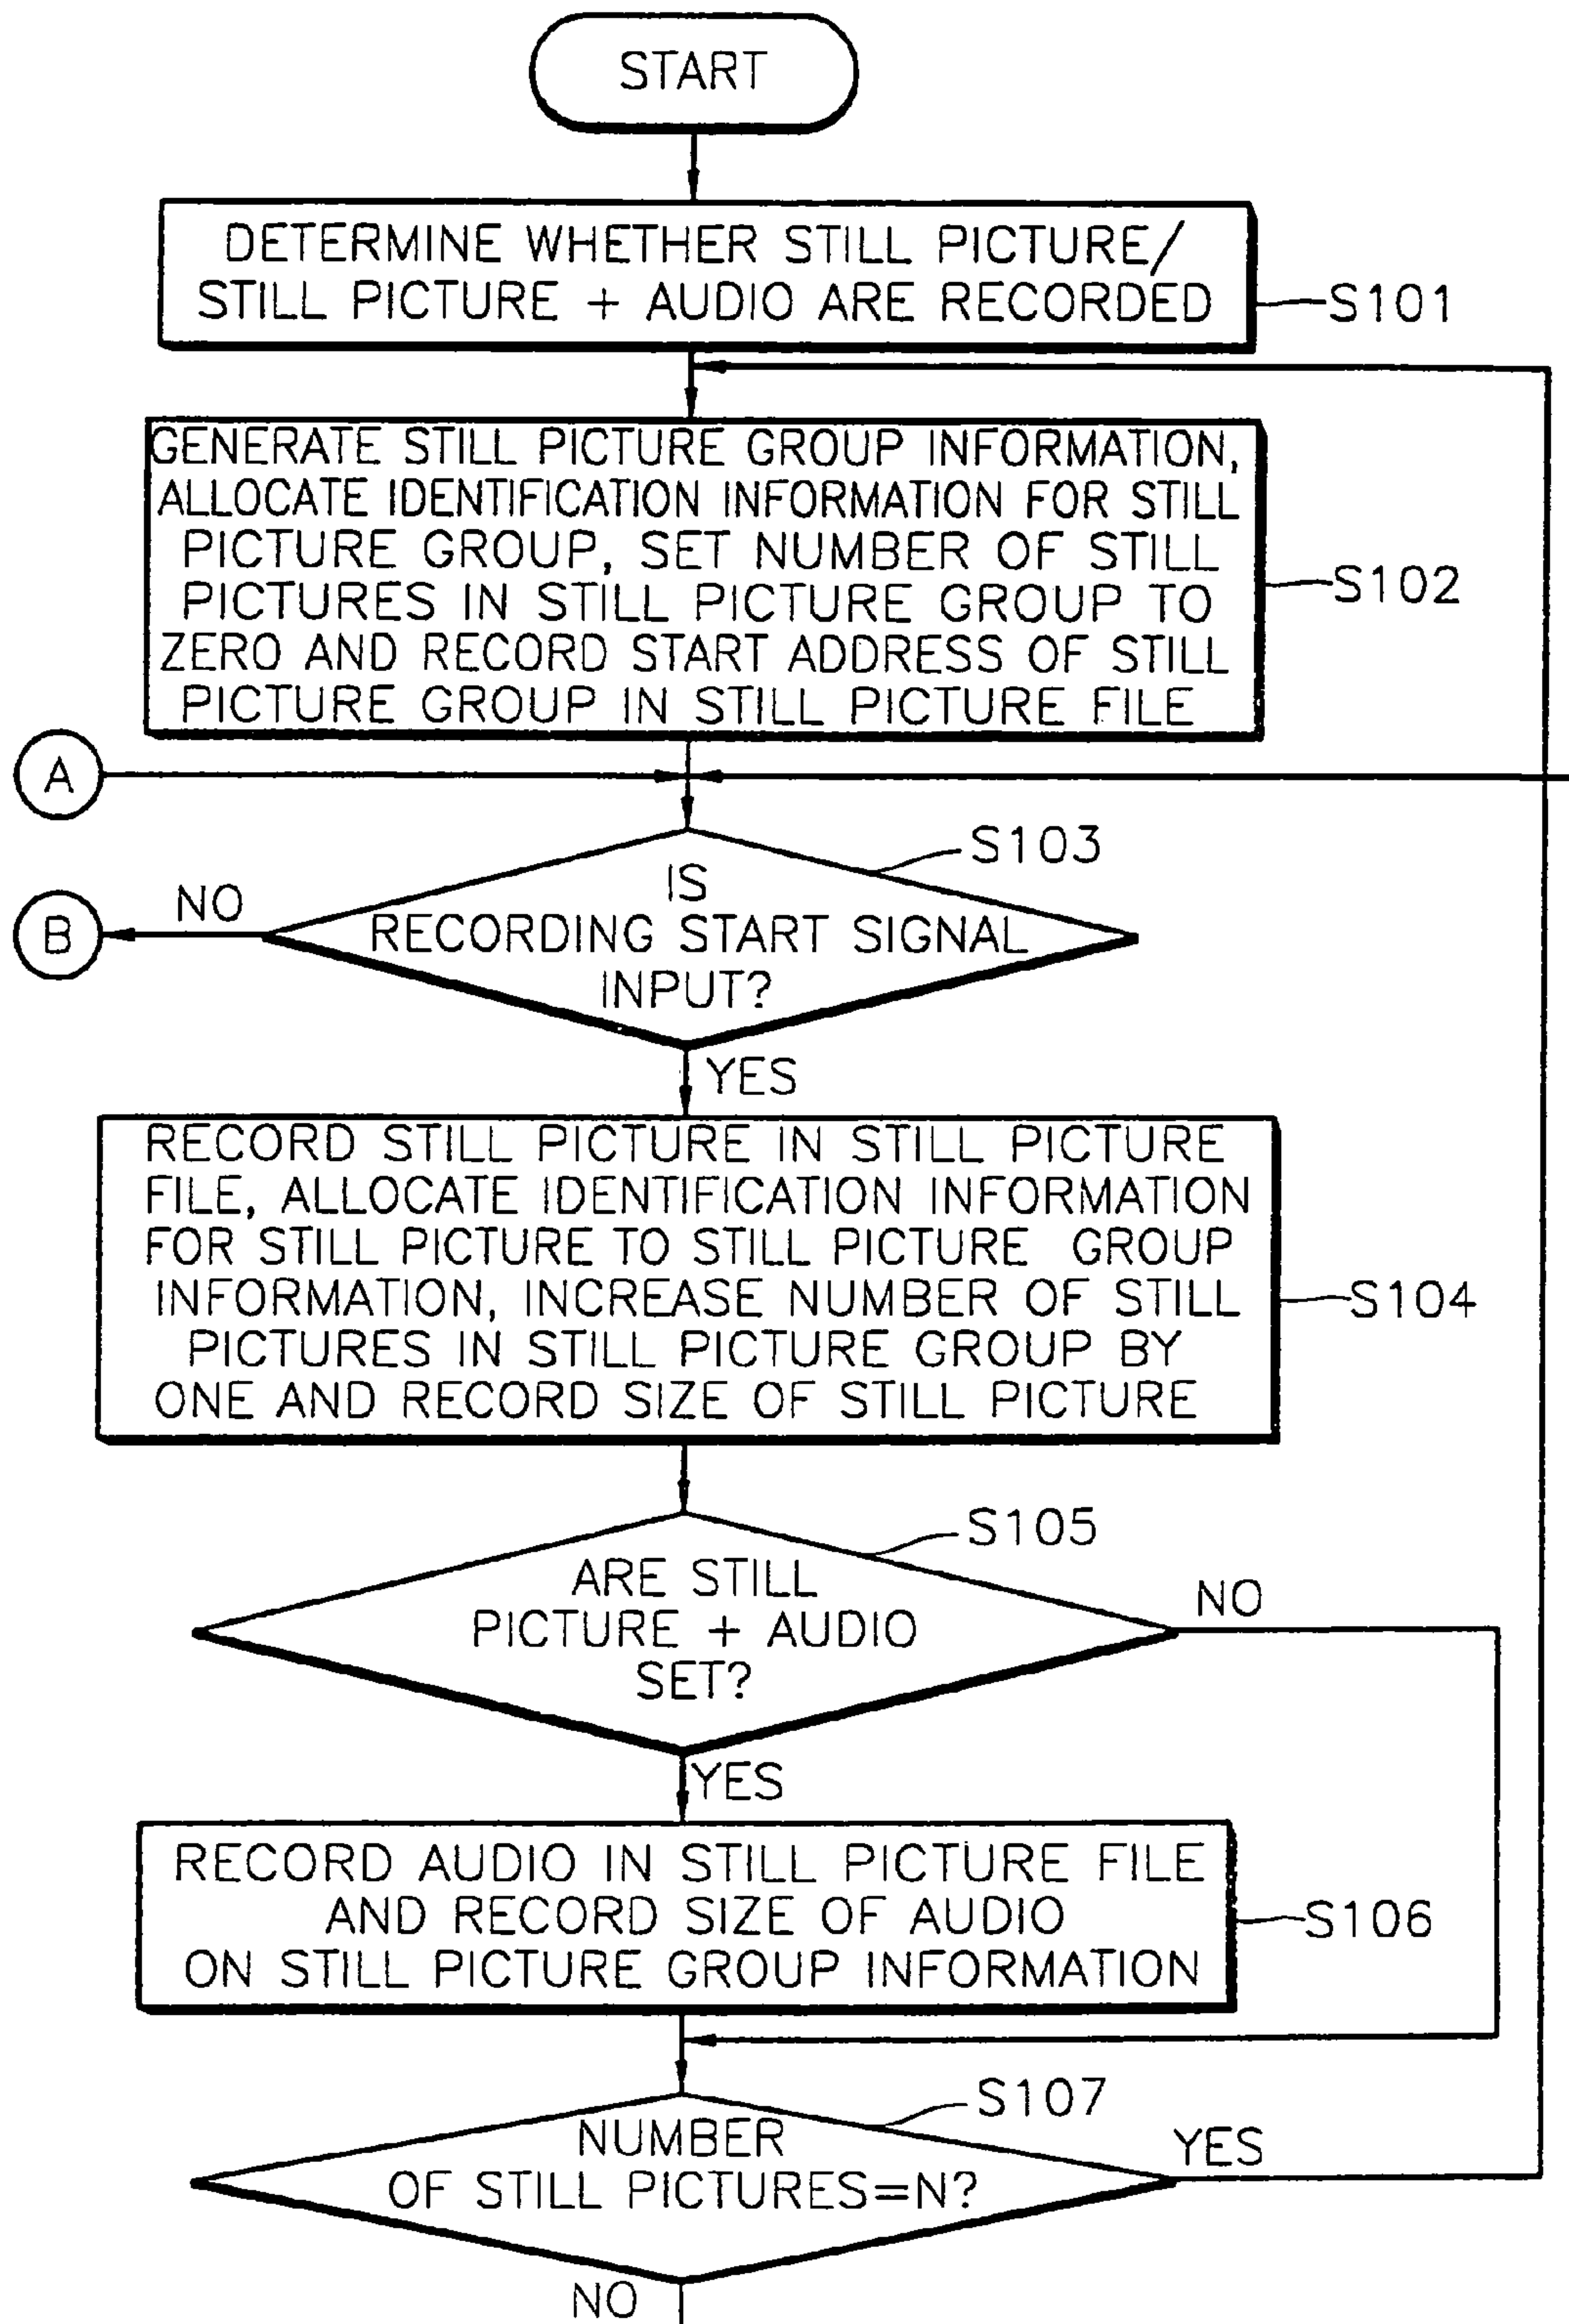 START
DETERMINE WHETHER STILL PICTURE/
STILL PICTURE + AUDIO ARE RECORDED
S101
GENERATE STILL PICTURE GROUP INFORMATION,
ALLOCATE IDENTIFICATION INFORMATION FOR STILL
PICTURE GROUP, SET NUMBER OF STILL
PICTURES IN STILL PICTURE GROUP TO
ZERO AND RECORD START ADDRESS OF STILL
PICTURE GROUP IN STILL PICTURE FILE
S102
A
S103
IS
RECORDING START SIGNAL
INPUT?
NO
B
YES
RECORD STILL PICTURE IN STILL PICTURE
FILE, ALLOCATE IDENTIFICATION INFORMATION
FOR STILL PICTURE TO STILL PICTURE GROUP
INFORMATION, INCREASE NUMBER OF STILL
PICTURES IN STILL PICTURE GROUP BY
ONE AND RECORD SIZE OF STILL PICTURE
S104
S105
ARE STILL
PICTURE + AUDIO
SET?
NO
YES
RECORD AUDIO IN STILL PICTURE FILE
AND RECORD SIZE OF AUDIO
ON STILL PICTURE GROUP INFORMATION
S106
S107
NUMBER
OF STILL PICTURES=N?
YES
NO